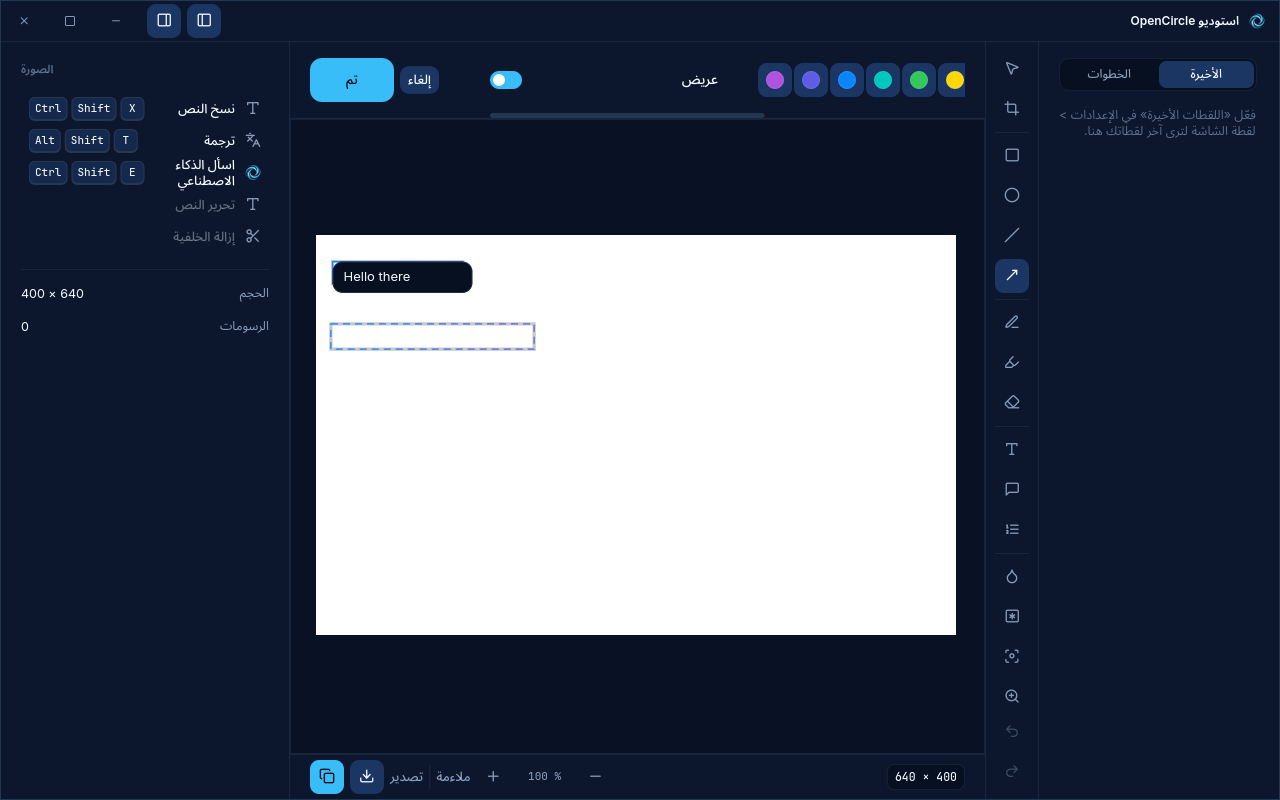 استوديو OpenCircle
الأخيرة
الخطوات
فعّل «اللقطات الأخيرة» في الإعدادات >
لقطة الشاشة لترى آخر لقطاتك هنا.
عريض
إلغاء
تم
Hello there
640 × 400
100 %
ملاءمة
تصدير
الصورة
نسخ النص
Ctrl Shift X
ترجمة
Alt Shift T
اسأل الذكاء
الاصطناعي
Ctrl Shift E
تحرير النص
إزالة الخلفية
الحجم
400 × 640
الرسومات
0